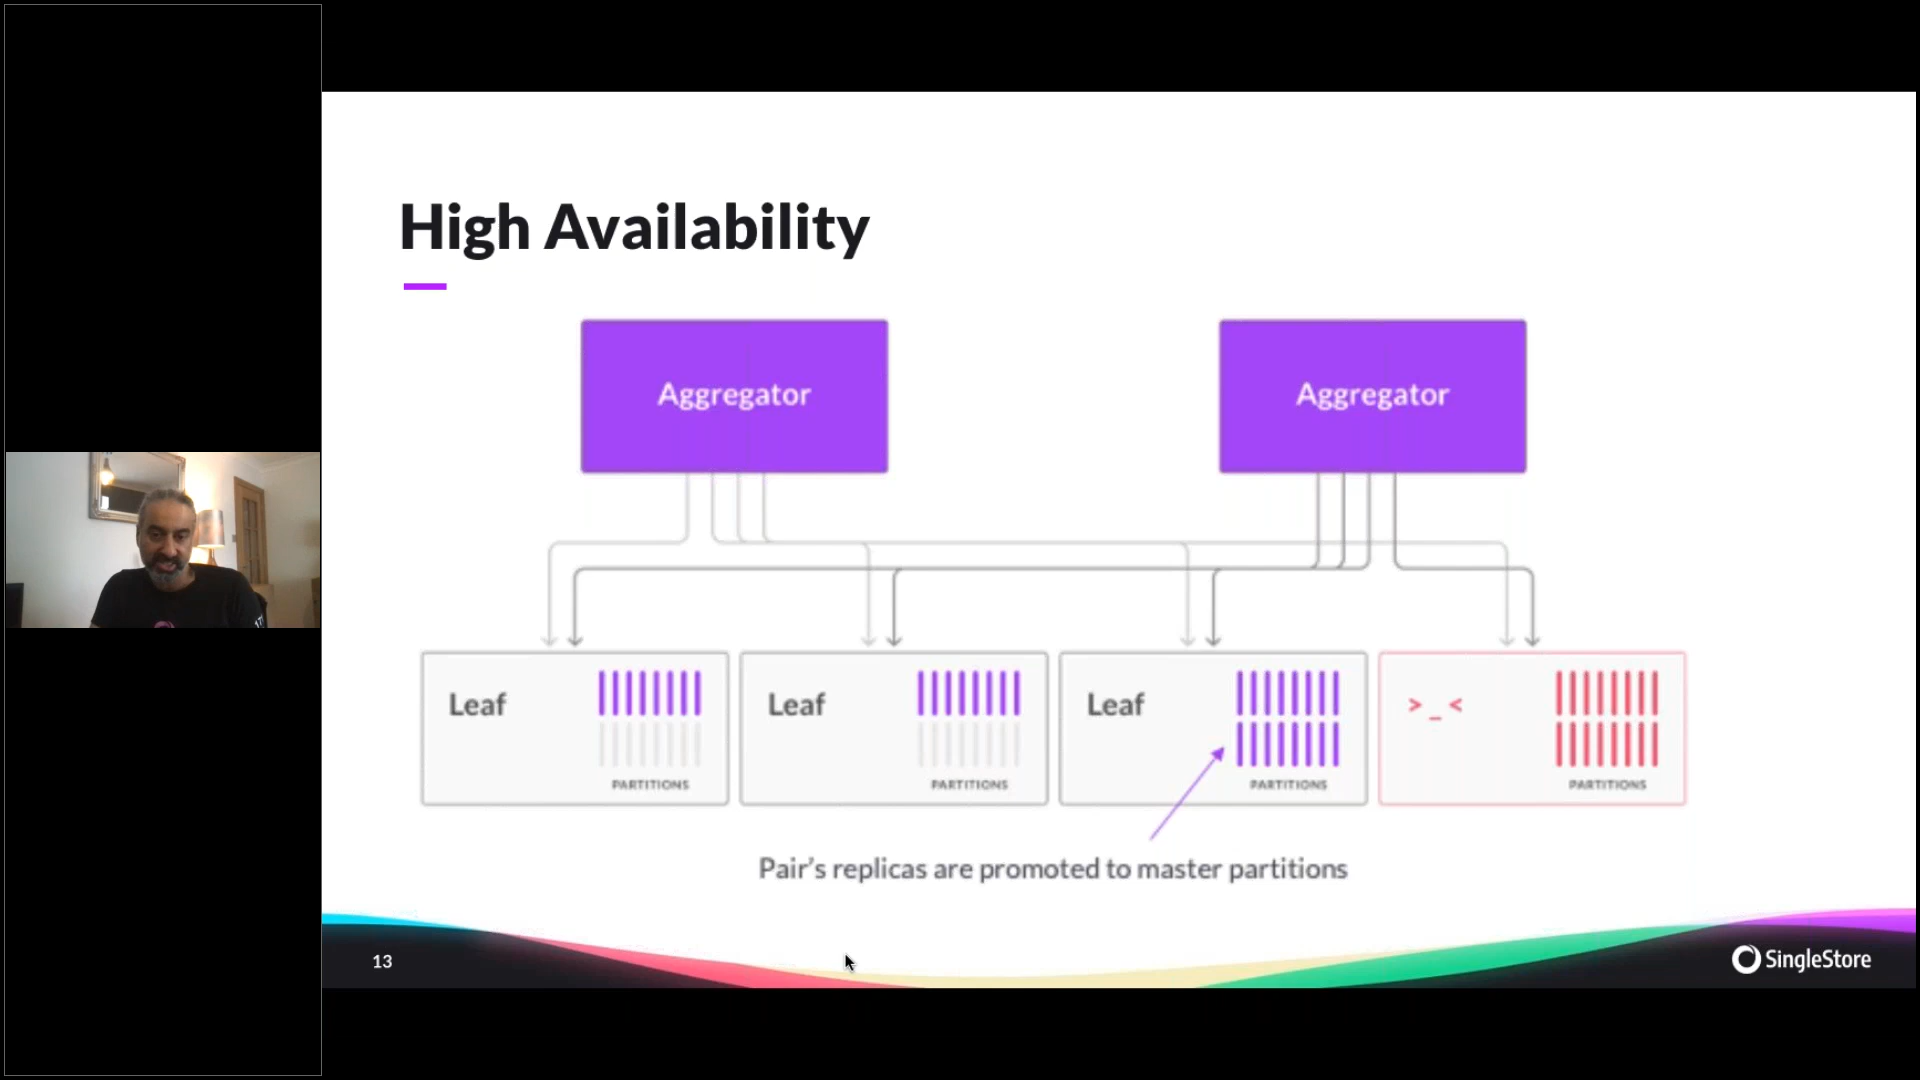 High Availability
Aggregator
Aggregator
Leaf
PARTITIONS
Leaf
PARTITIONS
Leaf
PARTITIONS
> _ <
PARTITIONS
Pair's replicas are promoted to master partitions
13
SingleStore